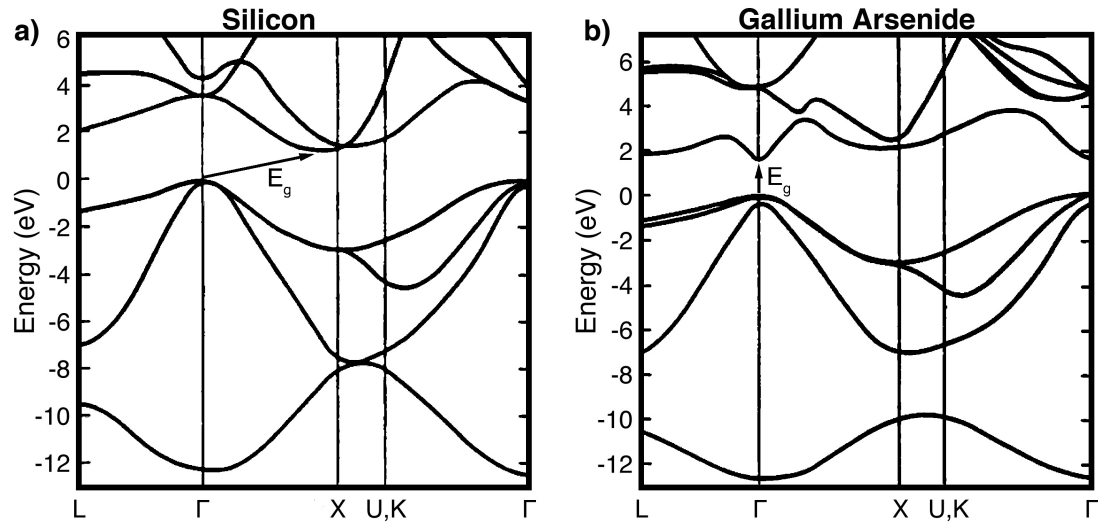 a) Silicon
6
4
2
0
-2
-4
-6
-8
-10
-12
Energy (eV)
E_g
L Γ X U,K Γ
b) Gallium Arsenide
6
4
2
0
-2
-4
-6
-8
-10
-12
Energy (eV)
E_g
L Γ X U,K Γ